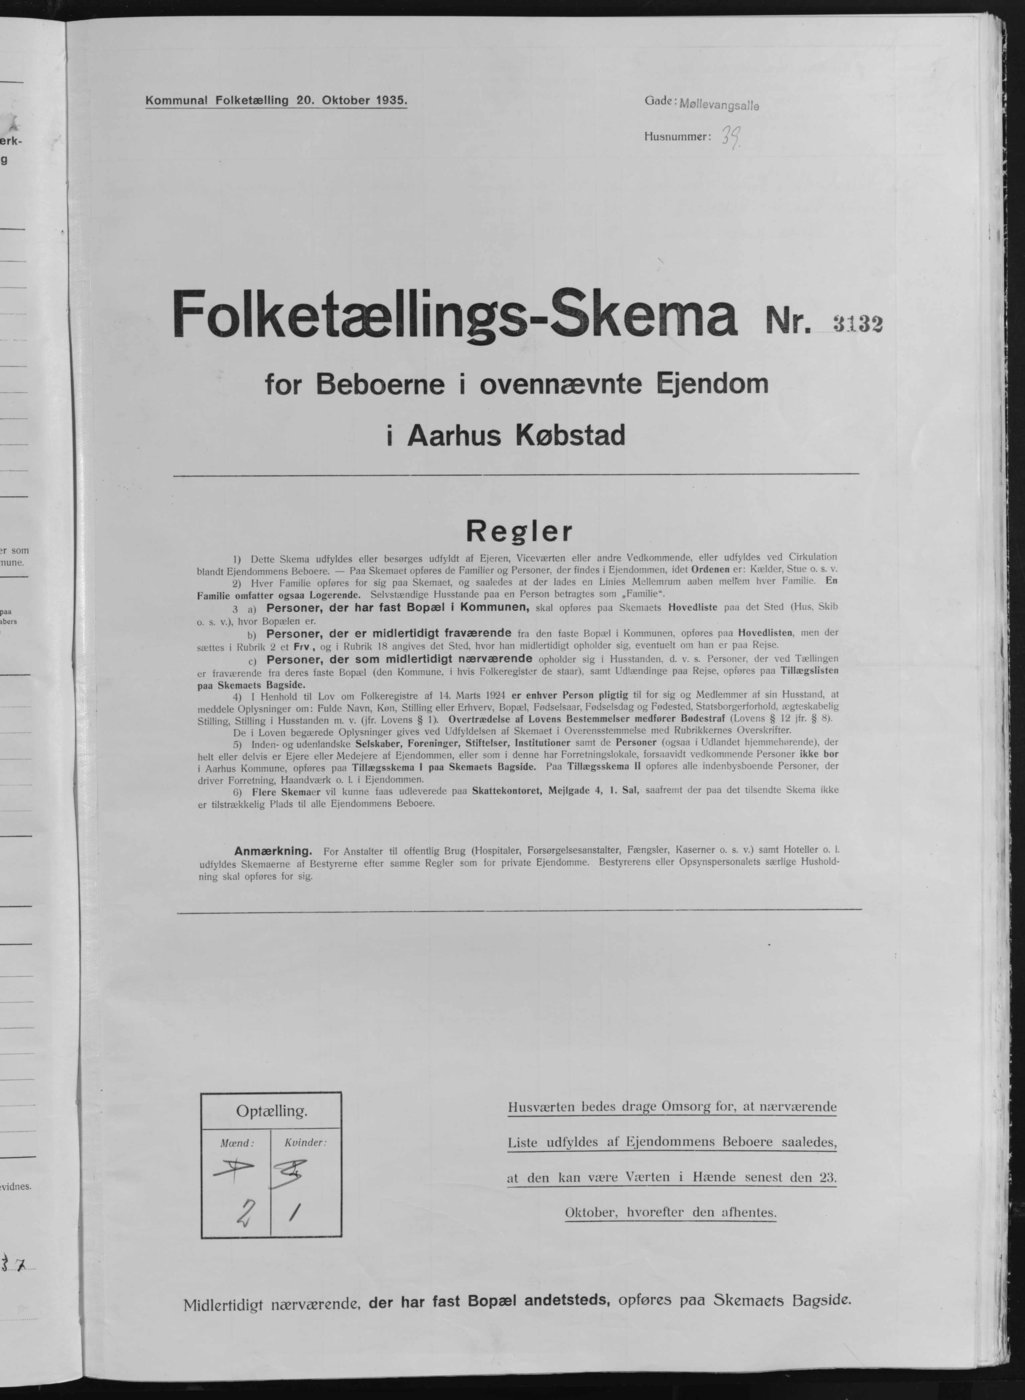 Kommunal Folketælling 20. Oktober 1935.
Gade: Møllevangsalle
Husnummer: 39.
Folketællings-Skema Nr. 3132
for Beboerne i ovennævnte Ejendom
i Aarhus Købstad
Regler
1) Dette Skema udfyldes eller besørges udfyldt af Ejeren, Viceværten eller andre Vedkommende, eller udfyldes ved Cirkulation
blandt Ejendommens Beboere. — Paa Skemaet opføres de Familier og Personer, der findes i Ejendommen, idet Ordenen er: Kælder, Stue o. s. v.
2) Hver Familie opføres for sig paa Skemaet, og saaledes at der lades en Linies Mellemrum aaben mellem hver Familie. En
Familie omfatter ogsaa Logerende. Selvstændige Husstande paa en Person betragtes som „Familie“.
3 a) Personer, der har fast Bopæl i Kommunen, skal opføres paa Skemaets Hovedliste paa det Sted (Hus, Skib
o. s. v.), hvor Bopælen er.
b) Personer, der er midlertidigt fraværende fra den faste Bopæl i Kommunen, opføres paa Hovedlisten, men der
sættes i Rubrik 2 et Frv., og i Rubrik 18 angives det Sted, hvor han midlertidigt opholder sig, eventuelt om han er paa Rejse.
c) Personer, der som midlertidigt nærværende opholder sig i Husstanden, d. v. s. Personer, der ved Tællingen
er fraværende fra deres faste Bopæl (den Kommune, i hvis Folkeregister de staar), samt Udlændinge paa Rejse, opføres paa Tillægslisten
paa Skemaets Bagside.
4) I Henhold til Lov om Folkeregistre af 14. Marts 1924 er enhver Person pligtig til for sig og Medlemmer af sin Husstand, at
meddele Oplysninger om: Fulde Navn, Køn, Stilling eller Erhverv, Bopæl, Fødselsaar, Fødselsdag og Fødested, Statsborgerforhold, ægteskabelig
Stilling, Stilling i Husstanden m. v. (jfr. Lovens § 1). Overtrædelse af Lovens Bestemmelser medfører Bødestraf (Lovens § 12 jfr. § 8).
De i Loven begærede Oplysninger gives ved Udfyldelsen af Skemaet i Overensstemmelse med Rubrikkernes Overskrifter.
5) Inden- og udenlandske Selskaber, Foreninger, Stiftelser, Institutioner samt de Personer (ogsaa i Udlandet hjemmehørende), der
helt eller delvis er Ejere eller Medejere af Ejendommen, eller som i denne har Forretningslokale, forsaavidt vedkommende Personer ikke bor
i Aarhus Kommune, opføres paa Tillægsskema I paa Skemaets Bagside. Paa Tillægsskema II opføres alle indenbysboende Personer, der
driver Forretning, Haandværk o. l. i Ejendommen.
6) Flere Skemaer vil kunne faas udleverede paa Skattekontoret, Mejlgade 4, 1. Sal, saafremt der paa det tilsendte Skema ikke
er tilstrækkelig Plads til alle Ejendommens Beboere.
Anmærkning. For Anstalter til offentlig Brug (Hospitaler, Forsørgelsesanstalter, Fængsler, Kaserner o. s. v.) samt Hoteller o. l.
udfyldes Skemaerne af Bestyrerne efter samme Regler som for private Ejendomme. Bestyrerens eller Opsynspersonalets særlige Hushold-
ning skal opføres for sig.
Optælling.
Mænd: Kvinder:
2 1
Husværten bedes drage Omsorg for, at nærværende
Liste udfyldes af Ejendommens Beboere saaledes,
at den kan være Værten i Hænde senest den 23.
Oktober, hvorefter den afhentes.
Midlertidigt nærværende, der har fast Bopæl andetsteds, opføres paa Skemaets Bagside.